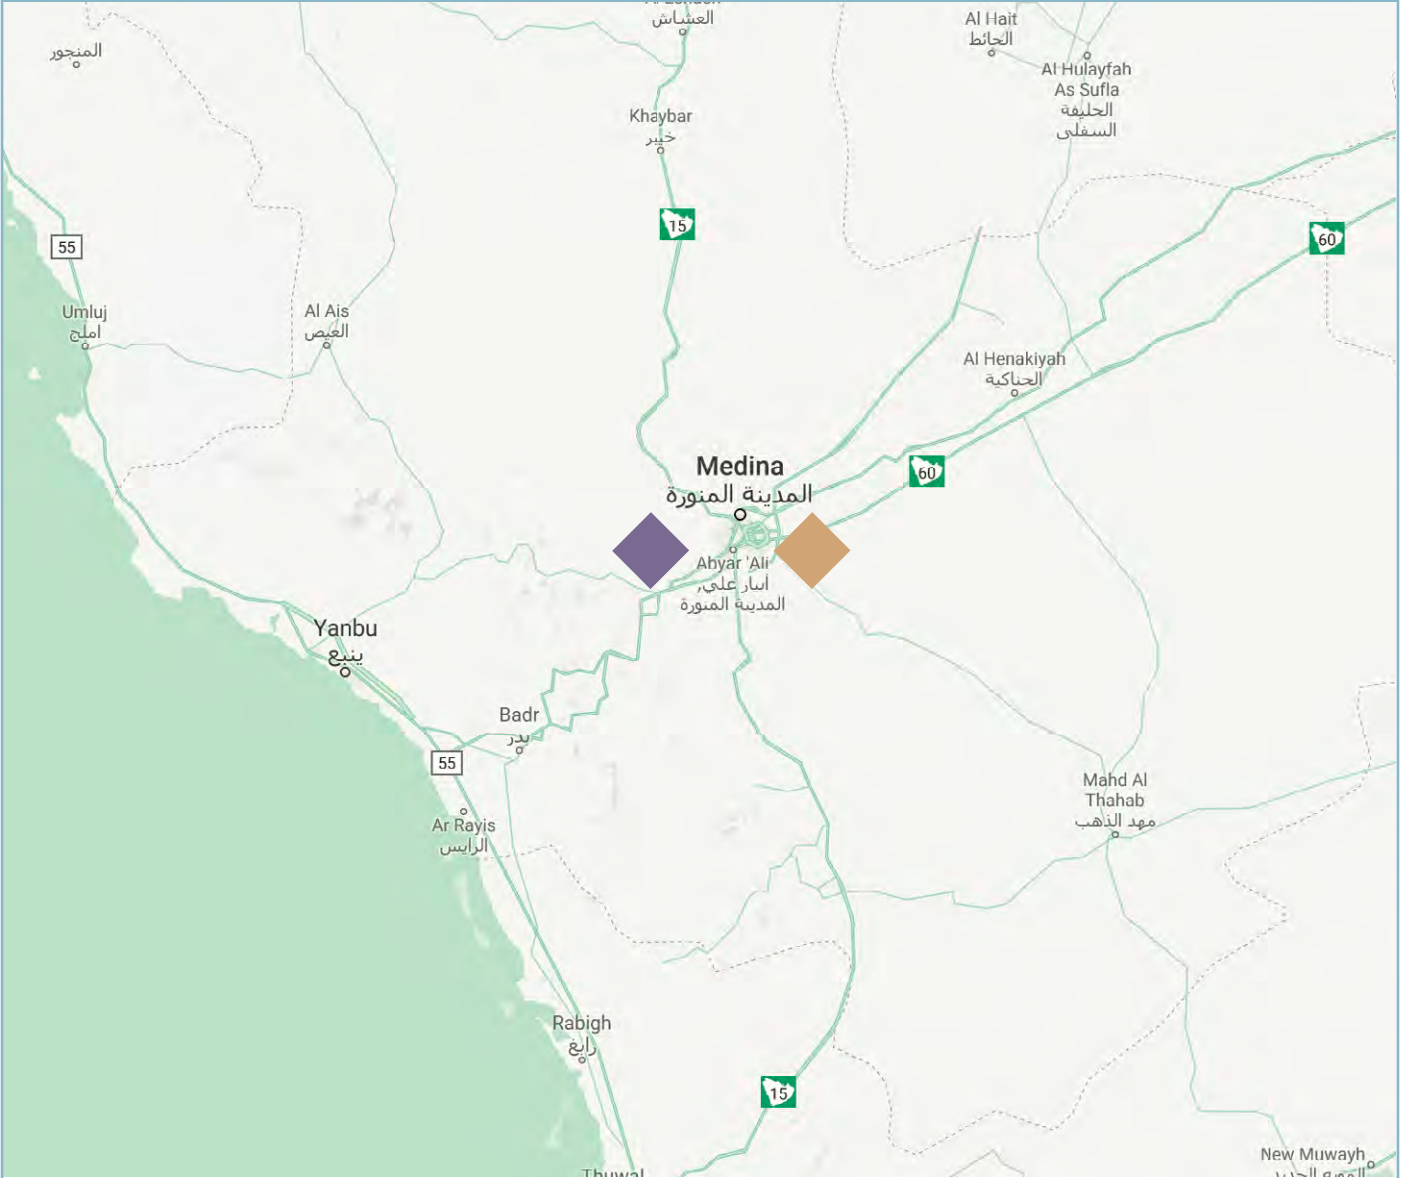 العشاش
Al Hait
الحائط
المنجور
Al Hulayfah
As Sufla
الحليفة
السفلى
Khaybar
خيبر
15
60
55
Umluj
املج
Al Ais
العيص
Al Henakiyah
الحناكية
Medina
المدينة المنورة
60
Abyar 'Ali
أبيار علي,
المدينة المنورة
Yanbu
ينبع
Badr
بدر
55
Mahd Al
Thahab
مهد الذهب
Ar Rayis
الرايس
Rabigh
رابغ
15
New Muwayh
Thuwal